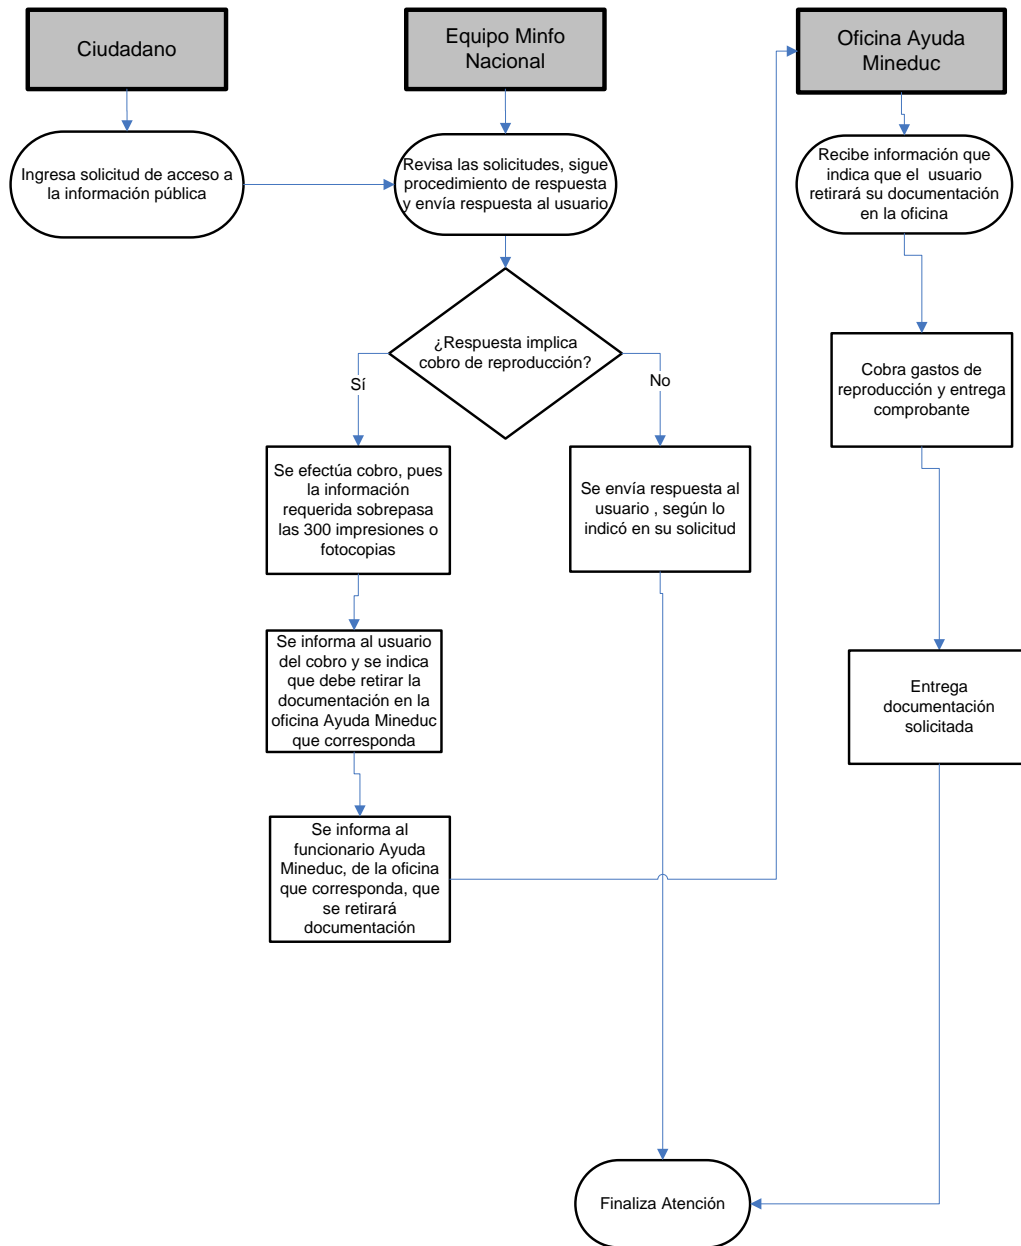 Ciudadano
Equipo Minfo
Nacional
Oficina Ayuda
Mineduc
Ingresa solicitud de acceso a
la información pública
Revisa las solicitudes, sigue
procedimiento de respuesta
y envía respuesta al usuario
Recibe información que
indica que el  usuario
retirará su documentación
en la oficina
¿Respuesta implica
cobro de reproducción?
Sí
No
Cobra gastos de
reproducción y entrega
comprobante
Se efectúa cobro, pues
la información
requerida sobrepasa
las 300 impresiones o
fotocopias
Se envía respuesta al
usuario , según lo
indicó en su solicitud
Se informa al usuario
del cobro y se indica
que debe retirar la
documentación en la
oficina Ayuda Mineduc
que corresponda
Entrega
documentación
solicitada
Se informa al
funcionario Ayuda
Mineduc, de la oficina
que corresponda, que
se retirará
documentación
Finaliza Atención